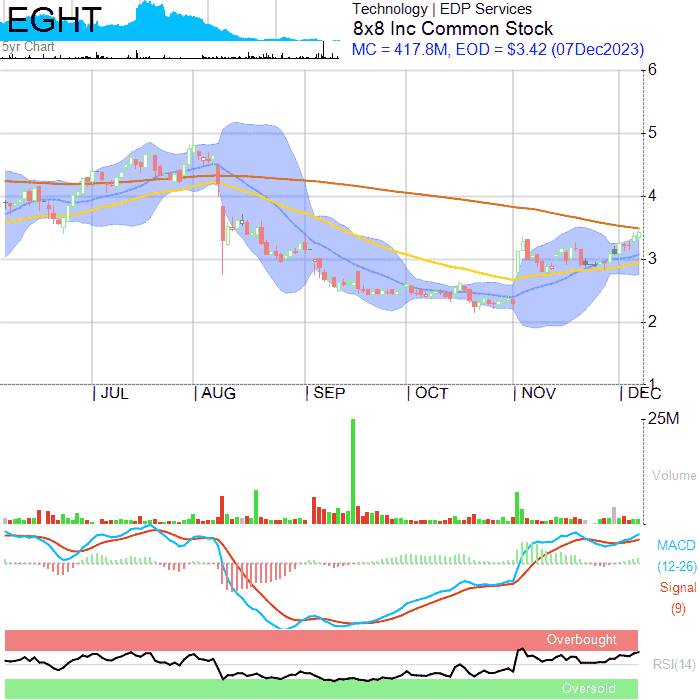 EGHT
5yr Chart
Technology | EDP Services
8x8 Inc Common Stock
MC = 417.8M, EOD = $3.42 (07Dec2023)
6
5
4
3
2
1
JUL
AUG
SEP
OCT
NOV
DEC
25M
Volume
MACD
(12-26)
Signal
(9)
Overbought
RSI(14)
Oversold